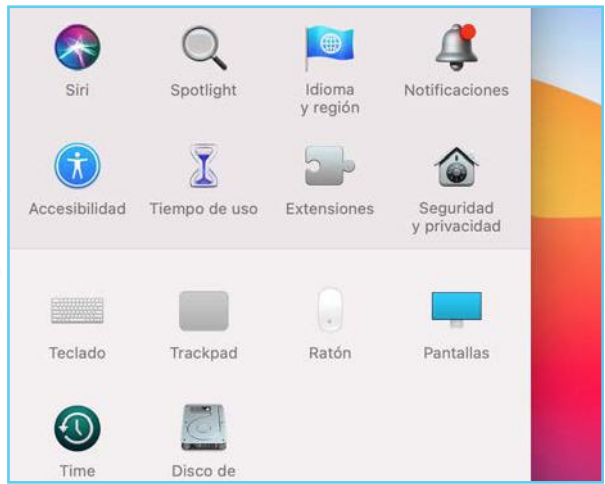 Siri Spotlight Idioma y región Notificaciones
Accesibilidad Tiempo de uso Extensiones Seguridad y privacidad
Teclado Trackpad Ratón Pantallas
Time Disco de